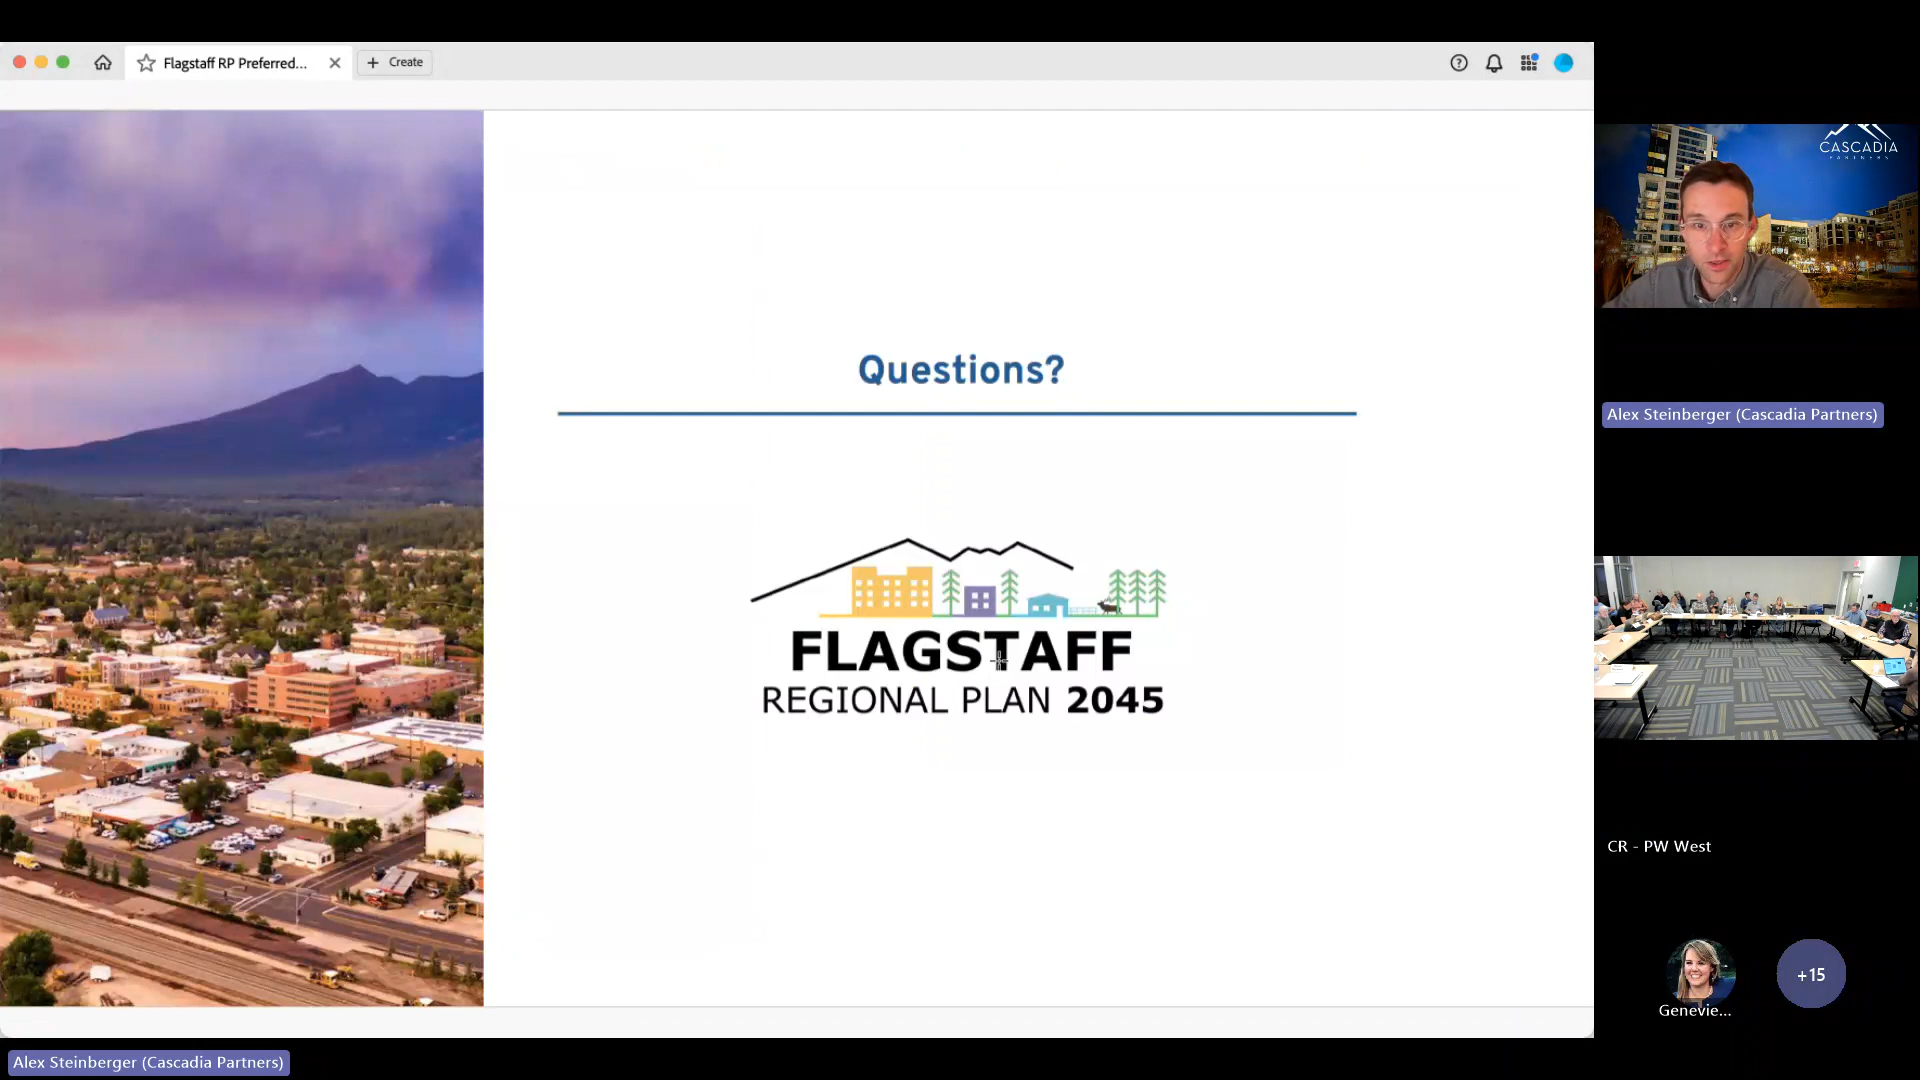 Flagstaff RP Preferred...
Create
CASCADIA
PARTNERS
Questions?
FLAGSTAFF
REGIONAL PLAN 2045
Alex Steinberger (Cascadia Partners)
CR - PW West
Genevie...
+15
Alex Steinberger (Cascadia Partners)